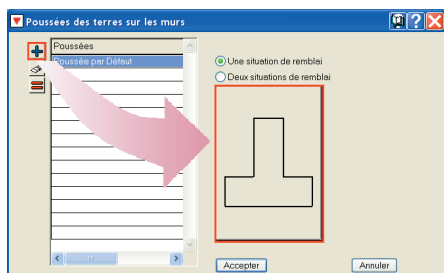 Poussées des terres sur les murs
Poussées
Poussée par Défaut
Une situation de remblai
Deux situations de remblai
Accepter
Annuler